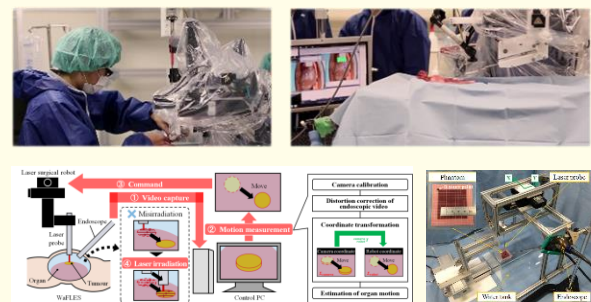 Laser surgical robot
③ Command
① Video capture
Move
Endoscope
Misirradiation
② Motion measurement
Laser
probe
④ Laser irradiation
Organ
Tumour
WaFLES
Control PC
Camera calibration
Distortion correction of
endoscopic video
Coordinate transformation
Camera coordinate
Robot coordinate
Move
Move
Estimation of organ motion
Phantom
Laser probe
Y
X
Water tank
Endoscope